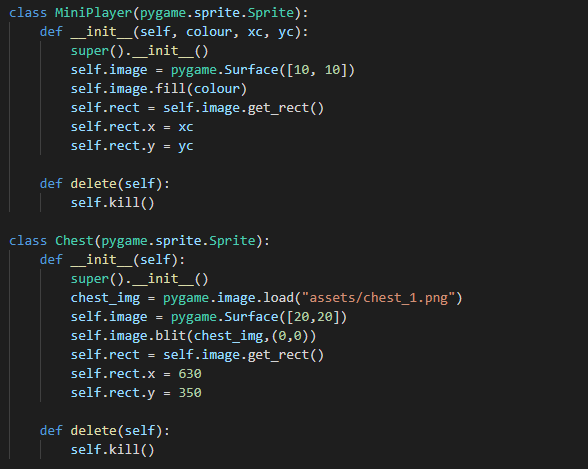 class MiniPlayer(pygame.sprite.Sprite):
    def __init__(self, colour, xc, yc):
        super().__init__()
        self.image = pygame.Surface([10, 10])
        self.image.fill(colour)
        self.rect = self.image.get_rect()
        self.rect.x = xc
        self.rect.y = yc

    def delete(self):
        self.kill()

class Chest(pygame.sprite.Sprite):
    def __init__(self):
        super().__init__()
        chest_img = pygame.image.load("assets/chest_1.png")
        self.image = pygame.Surface([20,20])
        self.image.blit(chest_img,(0,0))
        self.rect = self.image.get_rect()
        self.rect.x = 630
        self.rect.y = 350

    def delete(self):
        self.kill()